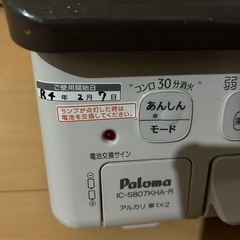 ご使用開始日
R4年2月7日
ランプが点灯した時は
電池を交換してください。
コンロ30分消火
あんしん
モード
電池交換サイン
Paloma
IC-S807KHA-R
アルカリ 単1×2